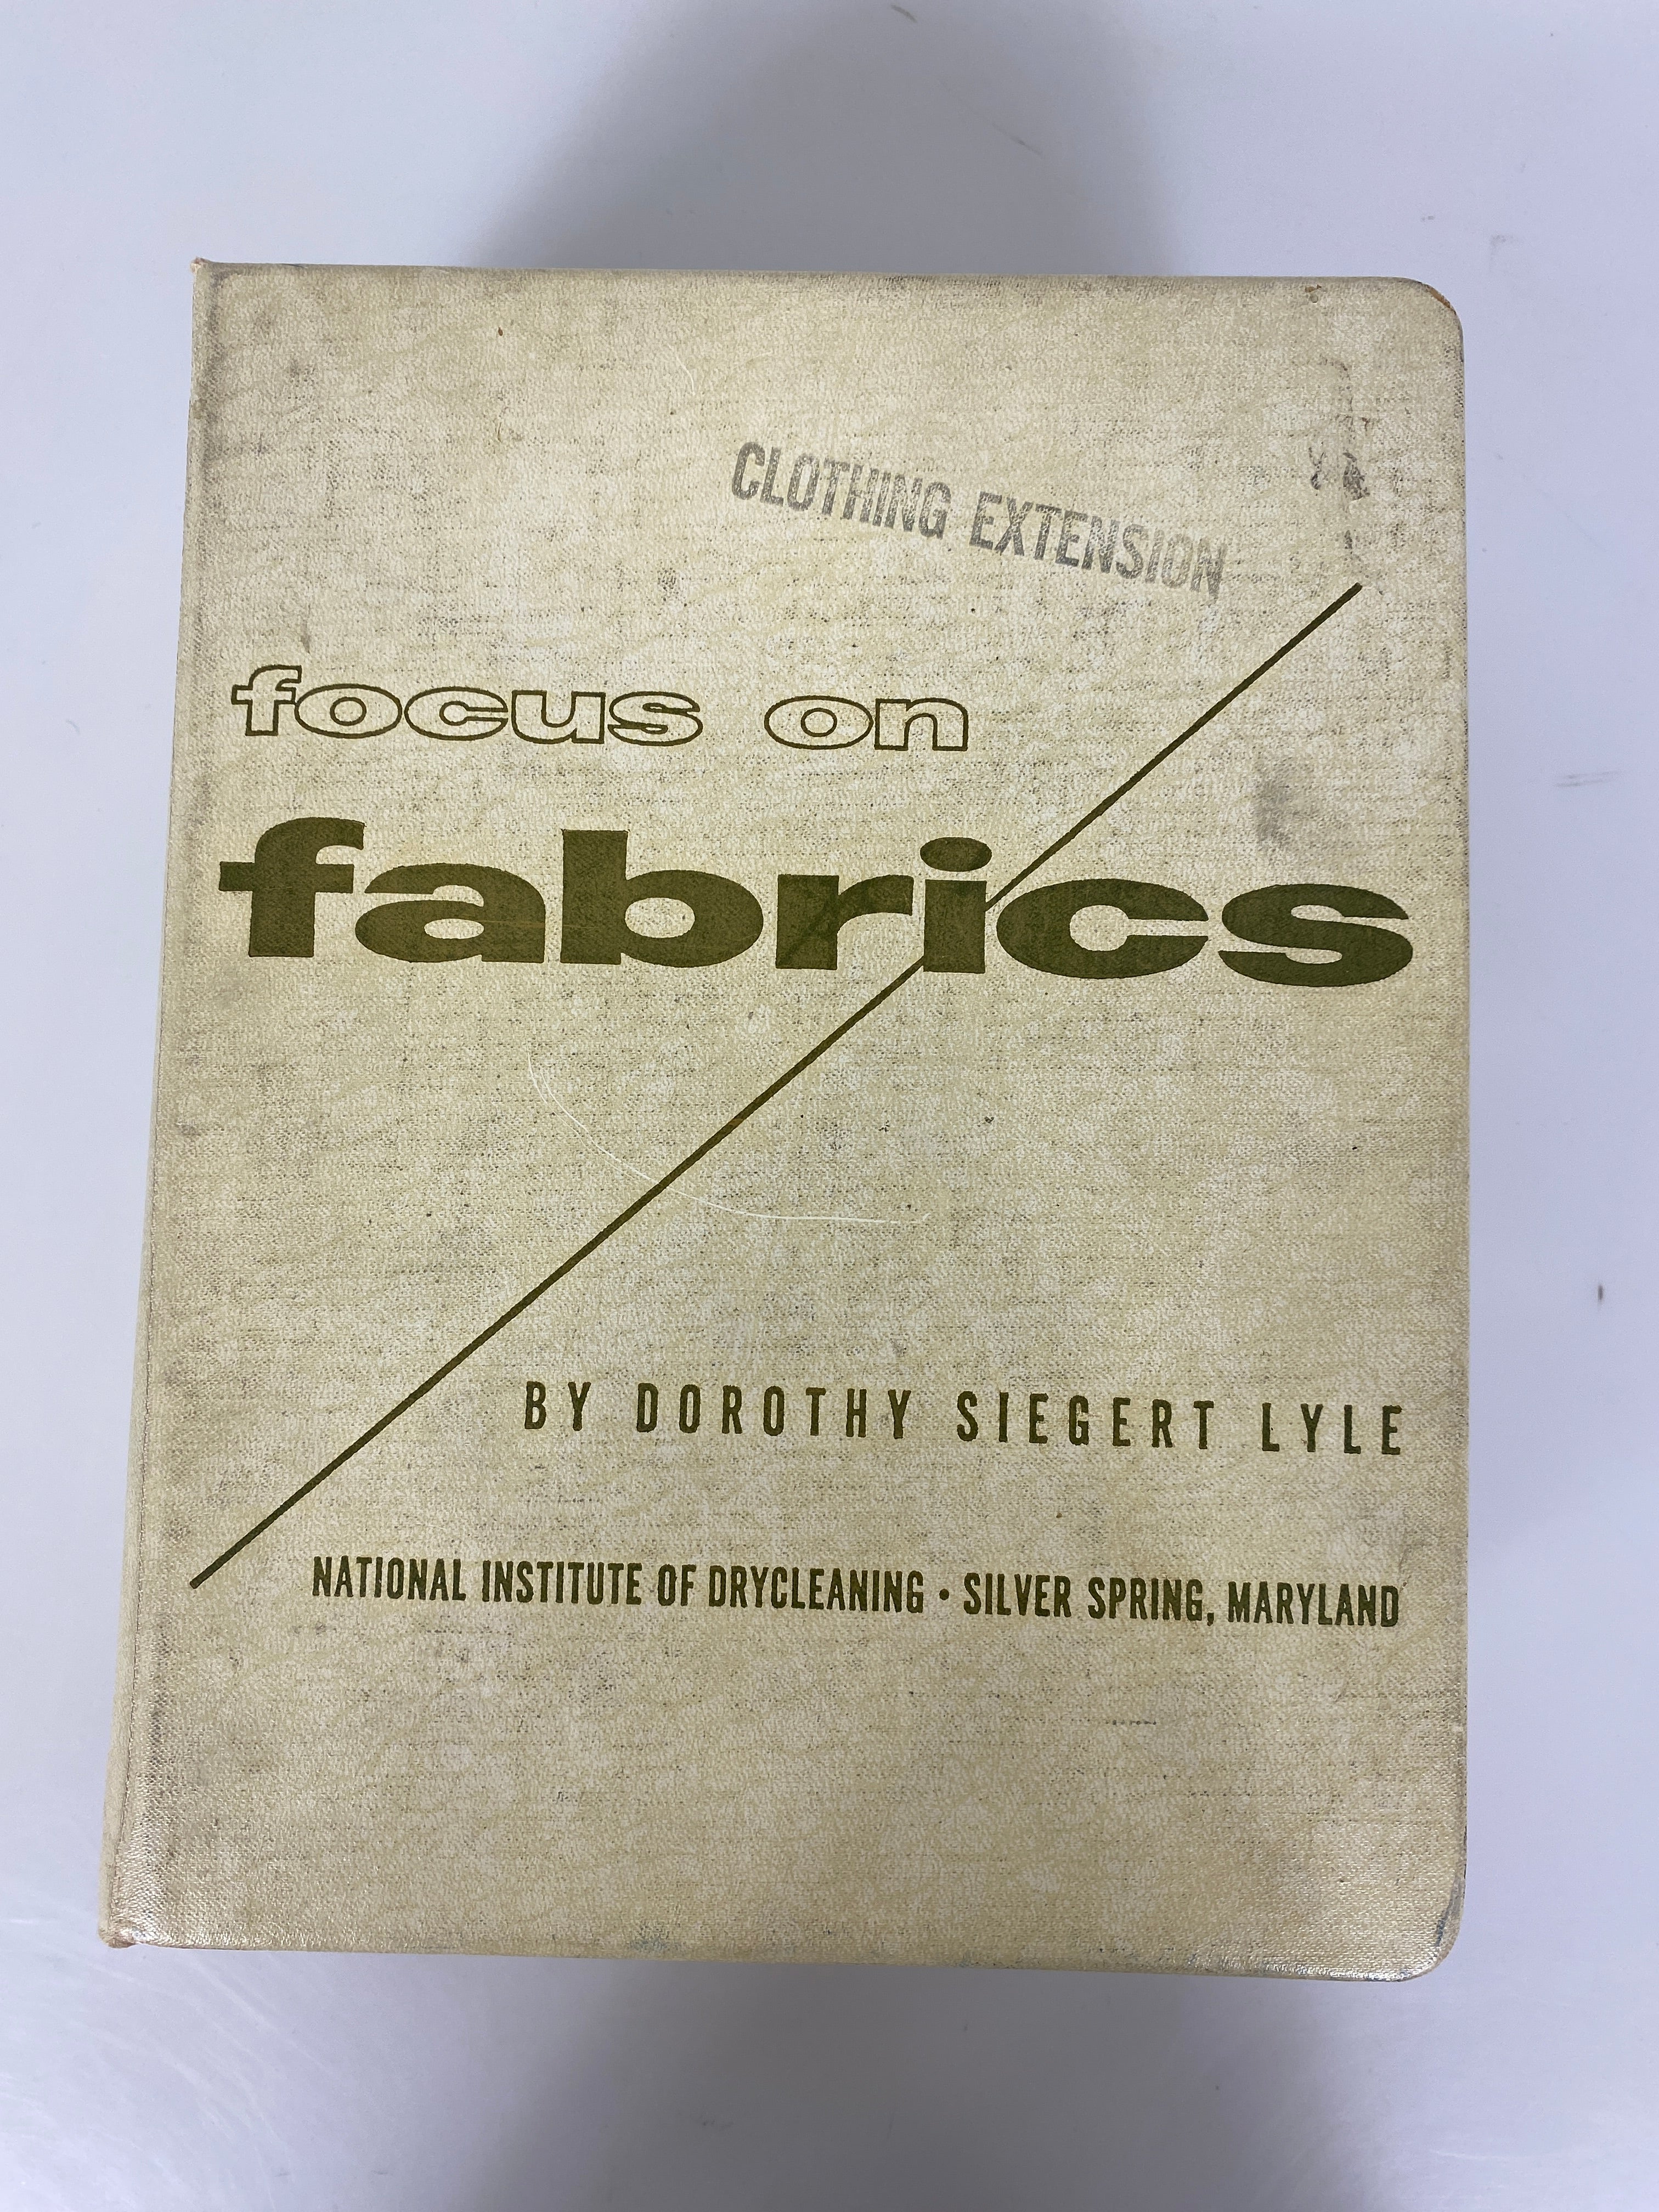 CLOTHING EXTENSION
focus on
fabrics
BY DOROTHY SIEGERT LYLE
NATIONAL INSTITUTE OF DRYCLEANING • SILVER SPRING, MARYLAND